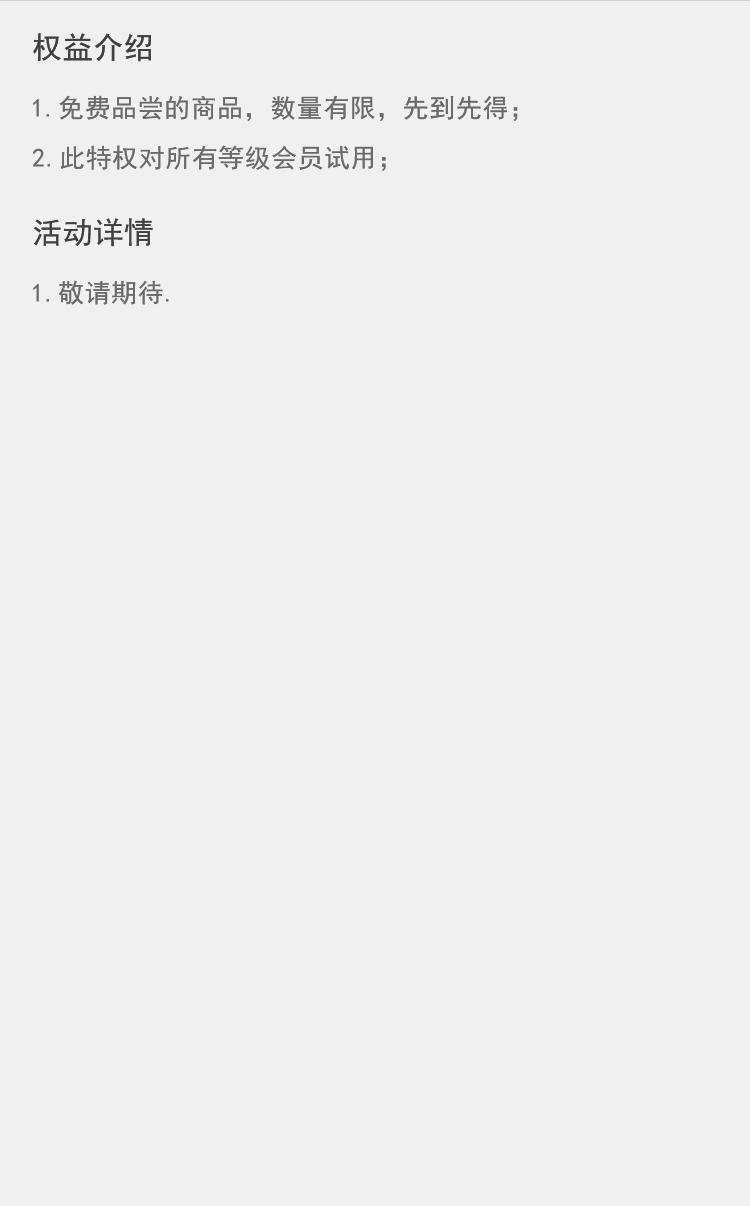 权益介绍
1. 免费品尝的商品，数量有限，先到先得；
2. 此特权对所有等级会员试用；
活动详情
1. 敬请期待.